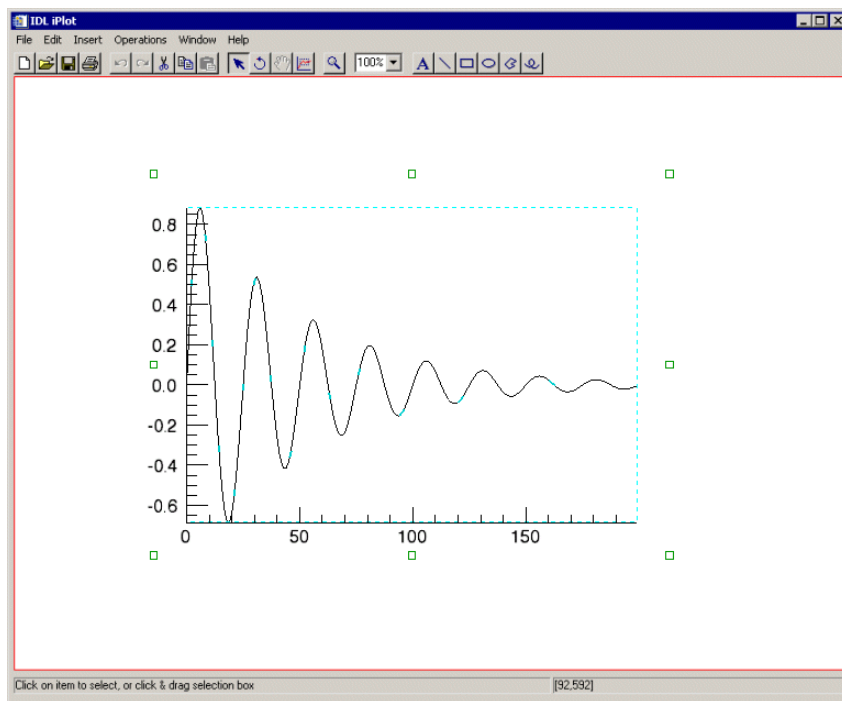 IDL iPlot
File Edit Insert Operations Window Help
100% A
0.8
0.6
0.4
0.2
0.0
-0.2
-0.4
-0.6
0 50 100 150
Click on item to select, or click & drag selection box [92,592]